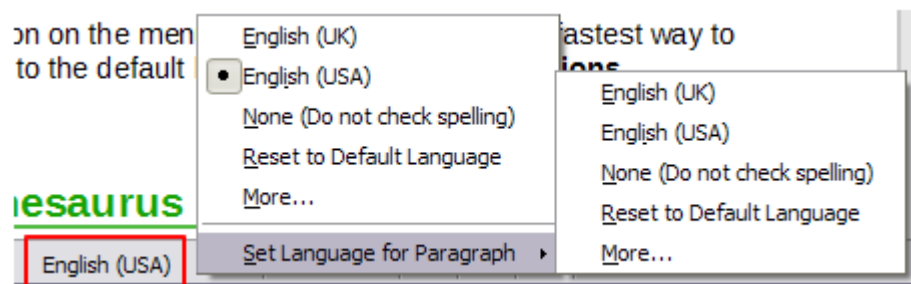 on on the men
fastest way to
to the default
ions
English (UK)
English (USA)
None (Do not check spelling)
Reset to Default Language
More...
Set Language for Paragraph
English (UK)
English (USA)
None (Do not check spelling)
Reset to Default Language
More...
hesaurus
English (USA)